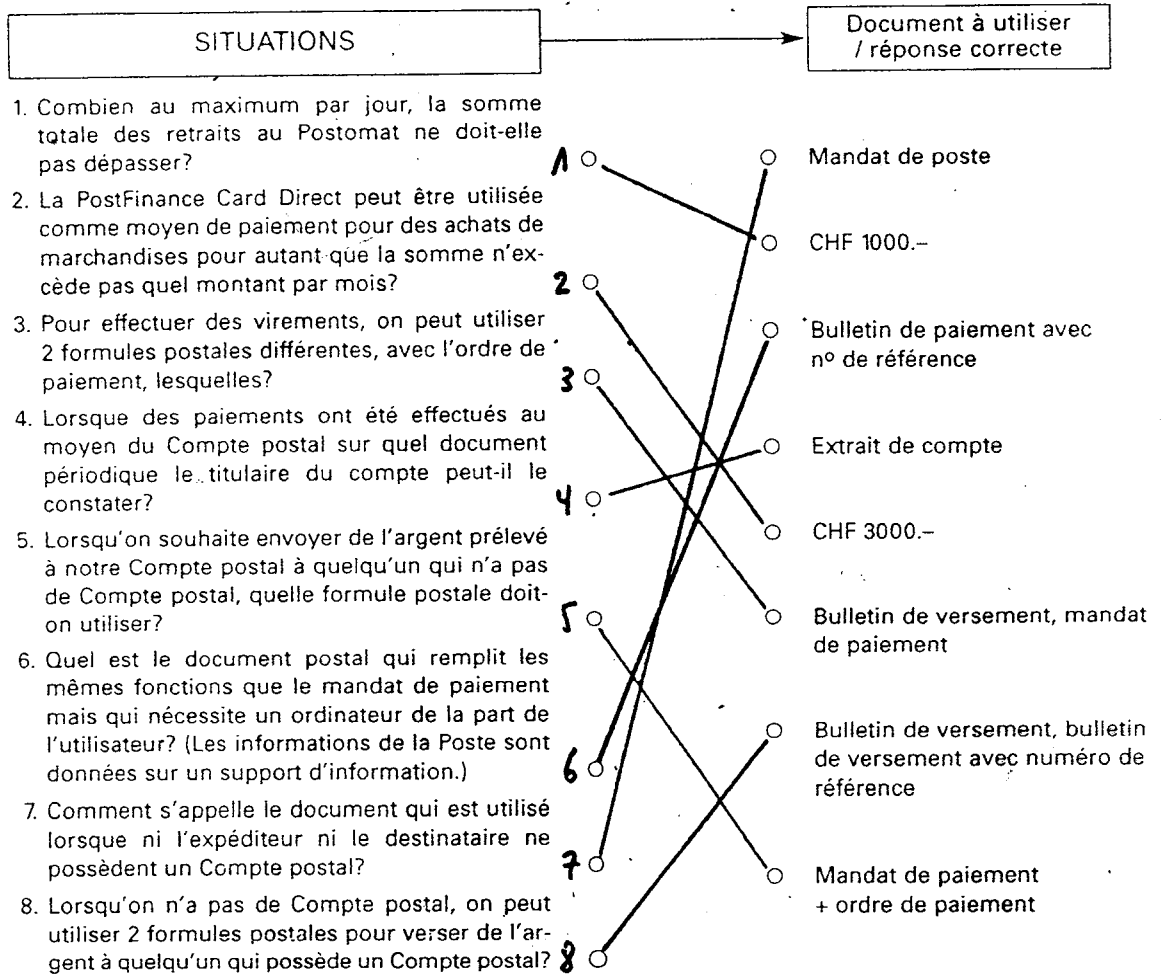 SITUATIONS
Document à utiliser
/ réponse correcte
1. Combien au maximum par jour, la somme
totale des retraits au Postomat ne doit-elle
pas dépasser?
2. La PostFinance Card Direct peut être utilisée
comme moyen de paiement pour des achats de
marchandises pour autant que la somme n'ex-
cède pas quel montant par mois?
3. Pour effectuer des virements, on peut utiliser
2 formules postales différentes, avec l'ordre de
paiement, lesquelles?
4. Lorsque des paiements ont été effectués au
moyen du Compte postal sur quel document
périodique le titulaire du compte peut-il le
constater?
5. Lorsqu'on souhaite envoyer de l'argent prélevé
à notre Compte postal à quelqu'un qui n'a pas
de Compte postal, quelle formule postale doit-
on utiliser?
6. Quel est le document postal qui remplit les
mêmes fonctions que le mandat de paiement
mais qui nécessite un ordinateur de la part de
l'utilisateur? (Les informations de la Poste sont
données sur un support d'information.)
7. Comment s'appelle le document qui est utilisé
lorsque ni l'expéditeur ni le destinataire ne
possèdent un Compte postal?
8. Lorsqu'on n'a pas de Compte postal, on peut
utiliser 2 formules postales pour verser de l'ar-
gent à quelqu'un qui possède un Compte postal?
1
2
3
4
5
6
7
8
Mandat de poste
CHF 1000.–
Bulletin de paiement avec
nº de référence
Extrait de compte
CHF 3000.–
Bulletin de versement, mandat
de paiement
Bulletin de versement, bulletin
de versement avec numéro de
référence
Mandat de paiement
+ ordre de paiement